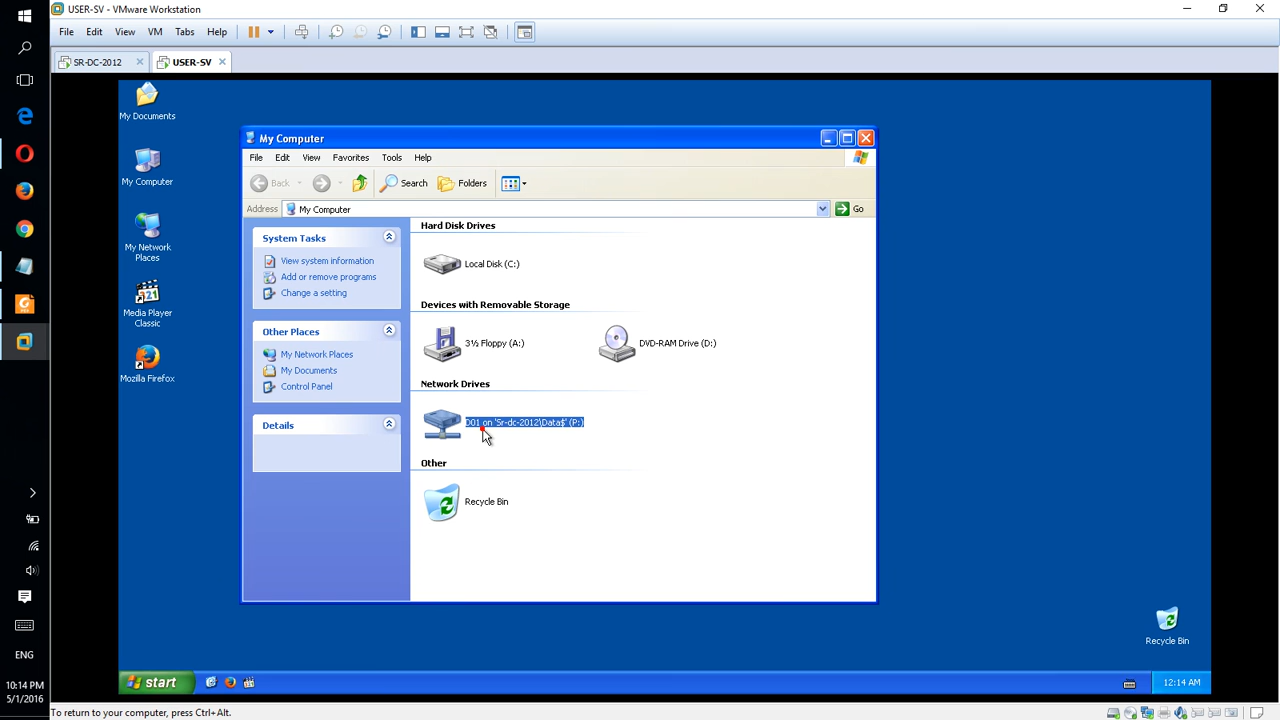 USER-SV - VMware Workstation
File Edit View VM Tabs Help
SR-DC-2012 USER-SV
My Documents
My Computer
My Network
Places
Media Player
Classic
Mozilla Firefox
My Computer
File Edit View Favorites Tools Help
Back Search Folders
Address My Computer Go
System Tasks
View system information
Add or remove programs
Change a setting
Other Places
My Network Places
My Documents
Control Panel
Details
Hard Disk Drives
Local Disk (C:)
Devices with Removable Storage
3½ Floppy (A:) DVD-RAM Drive (D:)
Network Drives
D01 on 'Sr-dc-2012\Data$' (P:)
Other
Recycle Bin
Recycle Bin
start 12:14 AM
ENG
10:14 PM
5/1/2016
To return to your computer, press Ctrl+Alt.